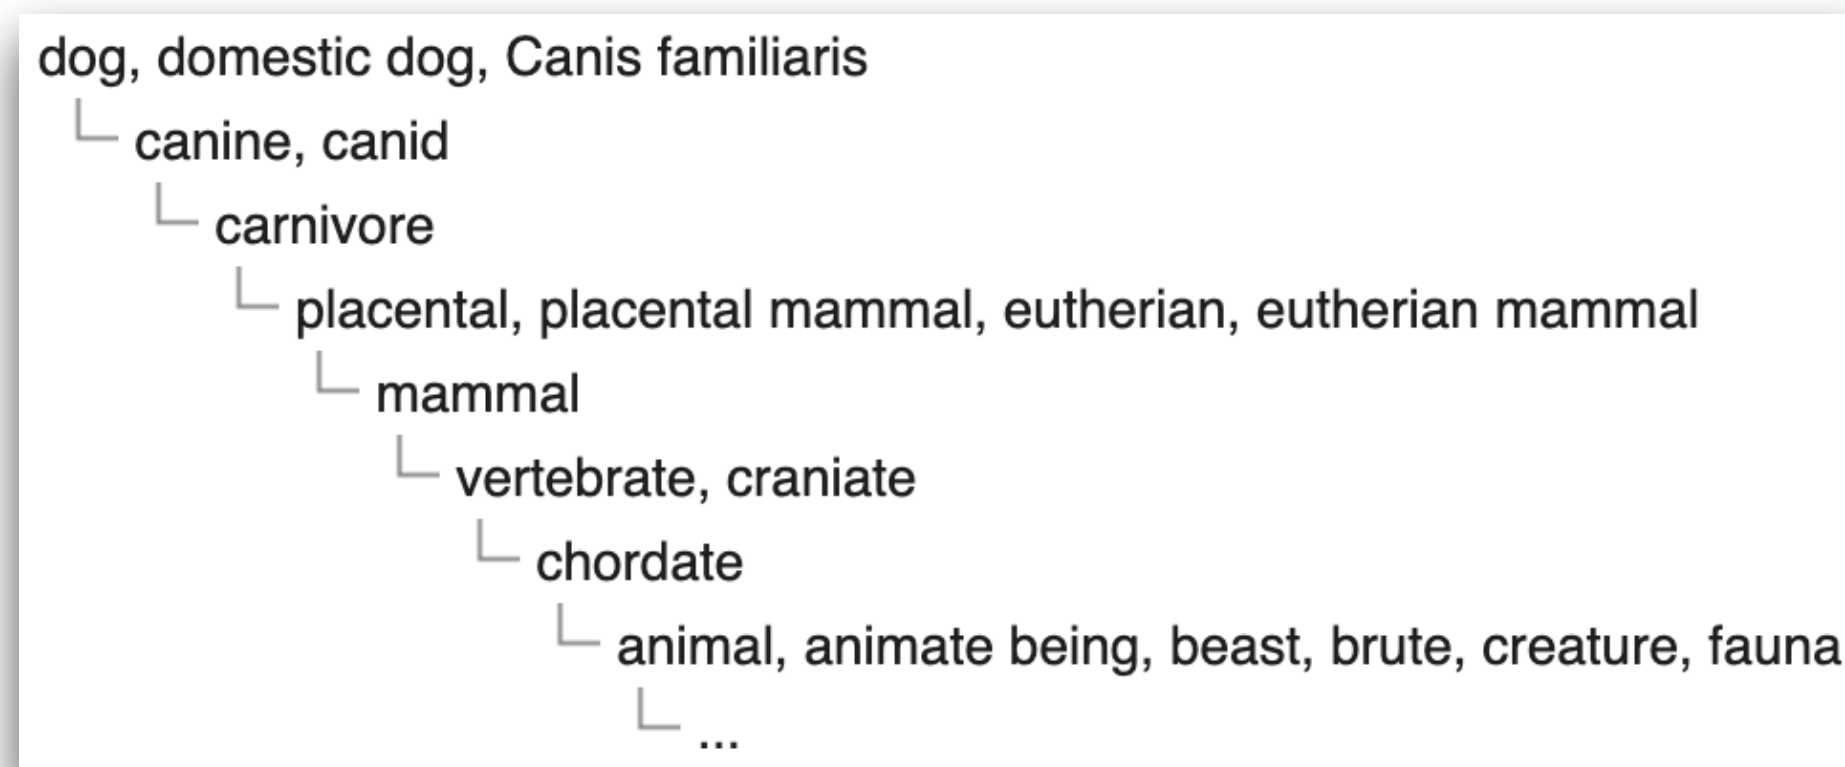 dog, domestic dog, Canis familiaris
canine, canid
carnivore
placental, placental mammal, eutherian, eutherian mammal
mammal
vertebrate, craniate
chordate
animal, animate being, beast, brute, creature, fauna
...